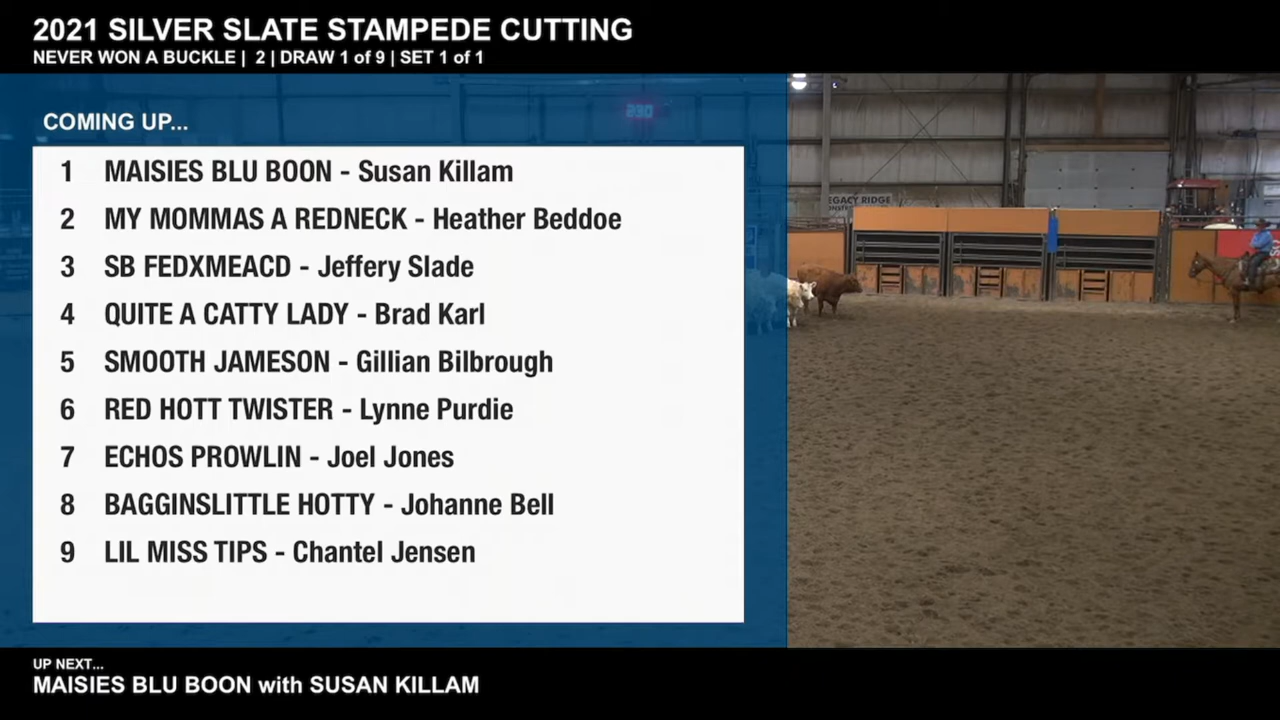 2021 SILVER SLATE STAMPEDE CUTTING
NEVER WON A BUCKLE | 2 | DRAW 1 of 9 | SET 1 of 1
COMING UP...
230
1 MAISIES BLU BOON - Susan Killam
2 MY MOMMAS A REDNECK - Heather Beddoe
3 SB FEDXMEACD - Jeffery Slade
4 QUITE A CATTY LADY - Brad Karl
5 SMOOTH JAMESON - Gillian Bilbrough
6 RED HOTT TWISTER - Lynne Purdie
7 ECHOS PROWLIN - Joel Jones
8 BAGGINSLITTLE HOTTY - Johanne Bell
9 LIL MISS TIPS - Chantel Jensen
EGACY RIDGE
UP NEXT...
MAISIES BLU BOON with SUSAN KILLAM